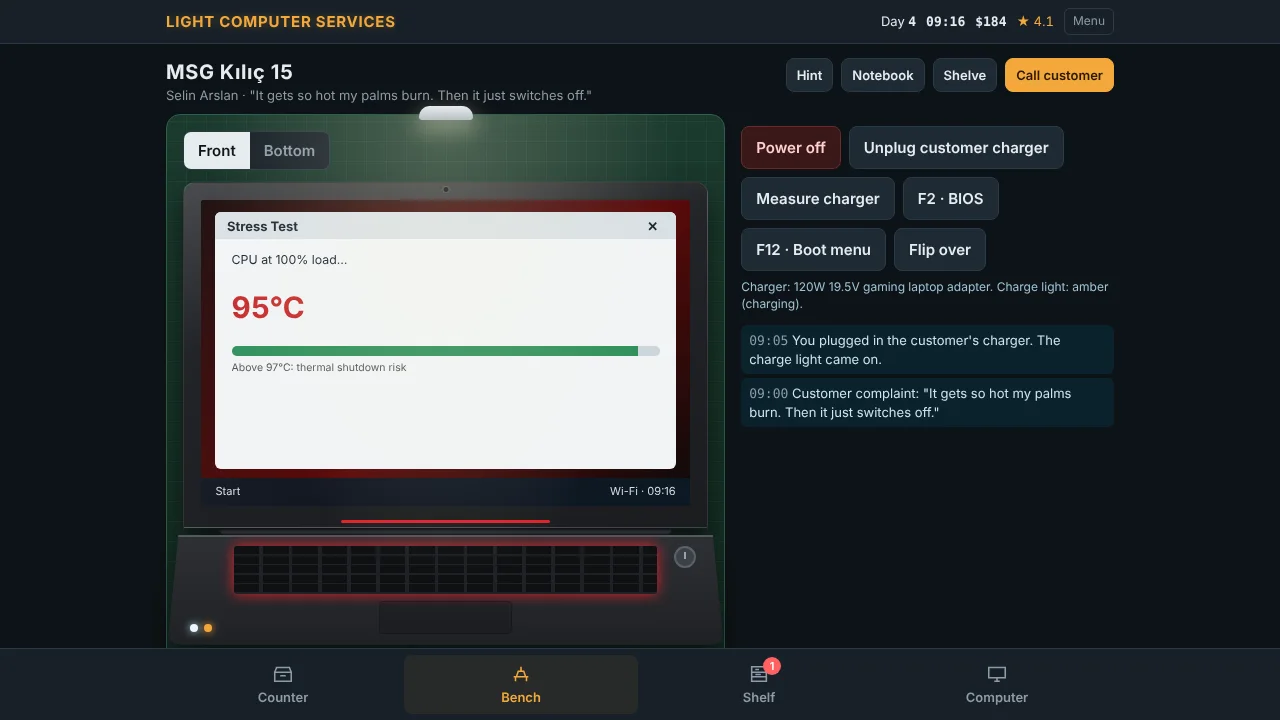 LIGHT COMPUTER SERVICES
Day 4 09:16 $184 ★ 4.1 Menu
MSG Kılıç 15
Selin Arslan · "It gets so hot my palms burn. Then it just switches off."
Hint Notebook Shelve Call customer
Front Bottom
Stress Test ✕
CPU at 100% load...
95°C
Above 97°C: thermal shutdown risk
Start Wi-Fi · 09:16
Power off Unplug customer charger
Measure charger F2 · BIOS
F12 · Boot menu Flip over
Charger: 120W 19.5V gaming laptop adapter. Charge light: amber
(charging).
09:05 You plugged in the customer's charger. The
charge light came on.
09:00 Customer complaint: "It gets so hot my palms
burn. Then it just switches off."
Counter Bench Shelf 1 Computer